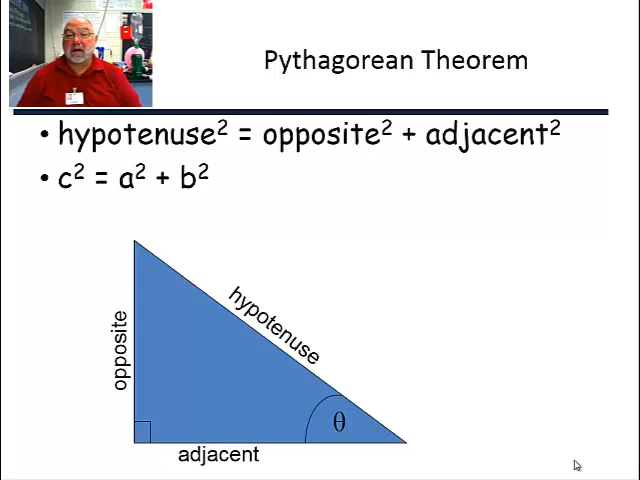 Pythagorean Theorem
• hypotenuse² = opposite² + adjacent²
• c² = a² + b²
hypotenuse
opposite
θ
adjacent